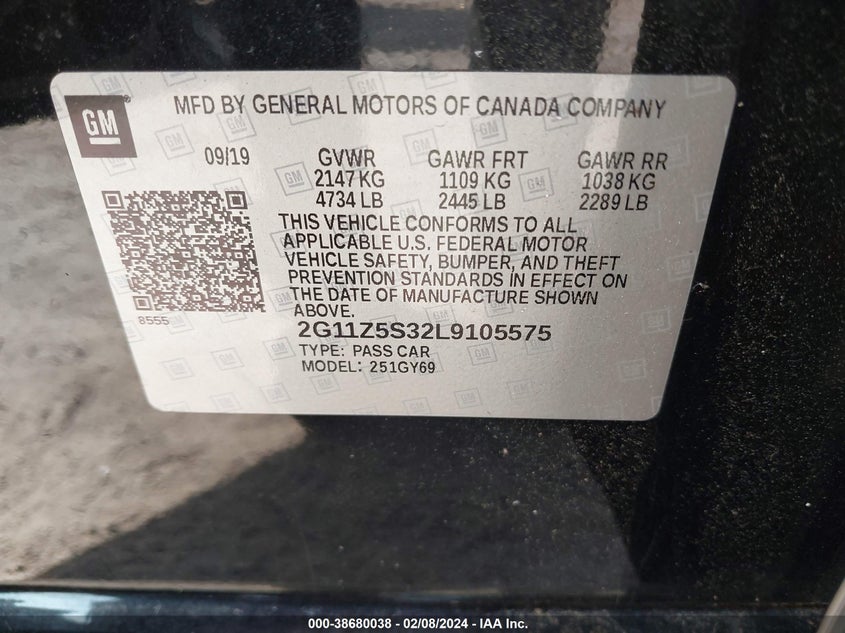 GM
MFD BY GENERAL MOTORS OF CANADA COMPANY
09/19 GVWR GAWR FRT GAWR RR
2147 KG 1109 KG 1038 KG
4734 LB 2445 LB 2289 LB
THIS VEHICLE CONFORMS TO ALL
APPLICABLE U.S. FEDERAL MOTOR
VEHICLE SAFETY, BUMPER, AND THEFT
PREVENTION STANDARDS IN EFFECT ON
THE DATE OF MANUFACTURE SHOWN
ABOVE.
8555
2G11Z5S32L9105575
TYPE: PASS CAR
MODEL: 251GY69
000-38680038 - 02/08/2024 - IAA Inc.